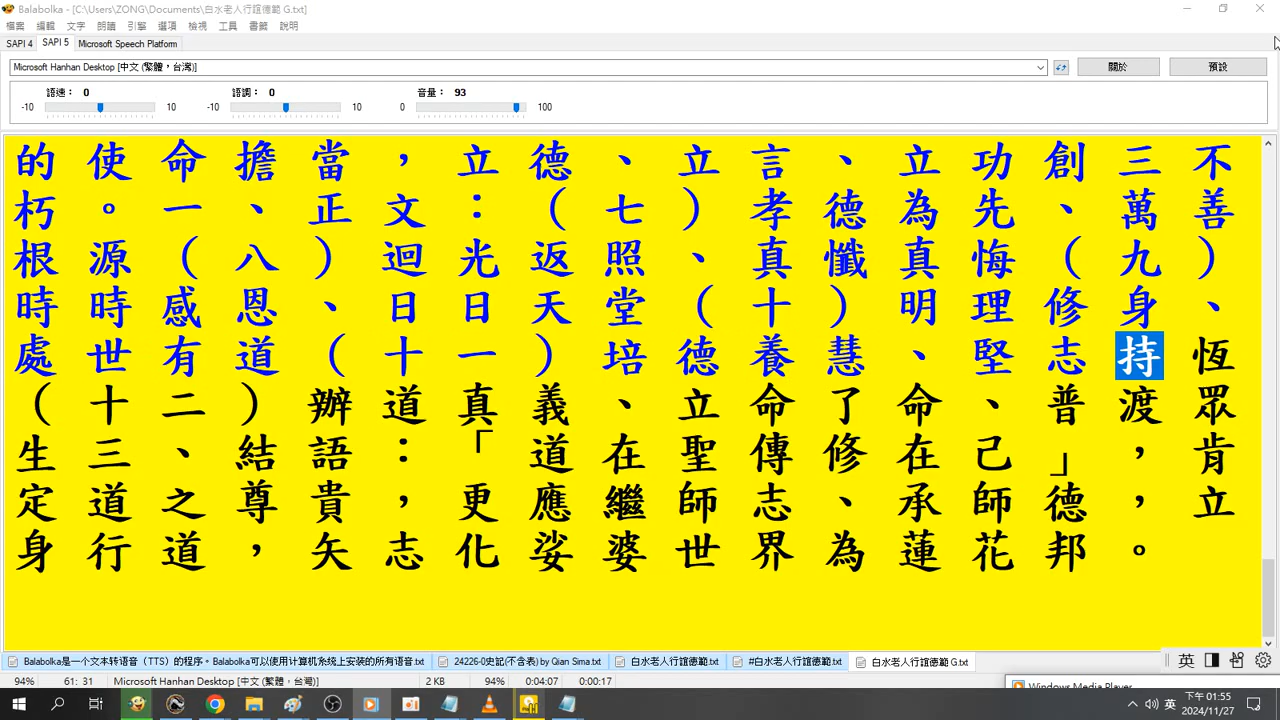 Balabolka - [C:\Users\ZONG\Documents\白水老人行誼德範 G.txt]
檔案 編輯 文字 朗讀 引擎 選項 檢視 工具 書籤 說明
SAPI 4 SAPI 5 Microsoft Speech Platform
Microsoft Hanhan Desktop [中文 (繁體，台灣)]
關於 預設
語速： 0 語調： 0 音量： 93
-10 10 -10 10 0 100
的使命擔當，立德、立言、立功創三不
朽。一、正文：（七）孝德為先、萬善
根源（八）迴光返照、真懺真悔（九）
時時感恩、日日天堂（十）明理修身、
處世有道（十一）培德養慧、堅志持恆
（十二）辦道真義、立命了命、普渡眾
生三、結語：「道在聖傳修在己」，肯
定道之尊貴，更應繼師志、承師德，立
身行道，矢志化娑婆世界為蓮花邦。
Balabolka是一个文本转语音（TTS）的程序。Balabolka可以使用计算机系统上安装的所有语音.txt
24226-0史記(不含表) by Qian Sima.txt
白水老人行誼德範.txt
#白水老人行誼德範.txt
白水老人行誼德範 G.txt
英
94% 61: 31 Microsoft Hanhan Desktop [中文 (繁體，台灣)] 2 KB 94% 0:04:07 0:00:17
Windows Media Player
英 下午 01:55
2024/11/27